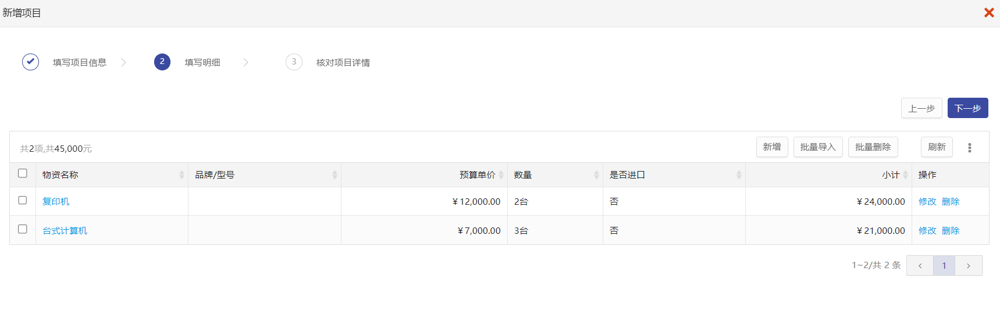 新增项目
填写项目信息 2 填写明细 3 核对项目详情
上一步 下一步
共2项,共45,000元 新增 批量导入 批量删除 刷新
物资名称 品牌/型号 预算单价 数量 是否进口 小计 操作
复印机 ¥12,000.00 2台 否 ¥24,000.00 修改 删除
台式计算机 ¥7,000.00 3台 否 ¥21,000.00 修改 删除
1~2/共 2 条 1